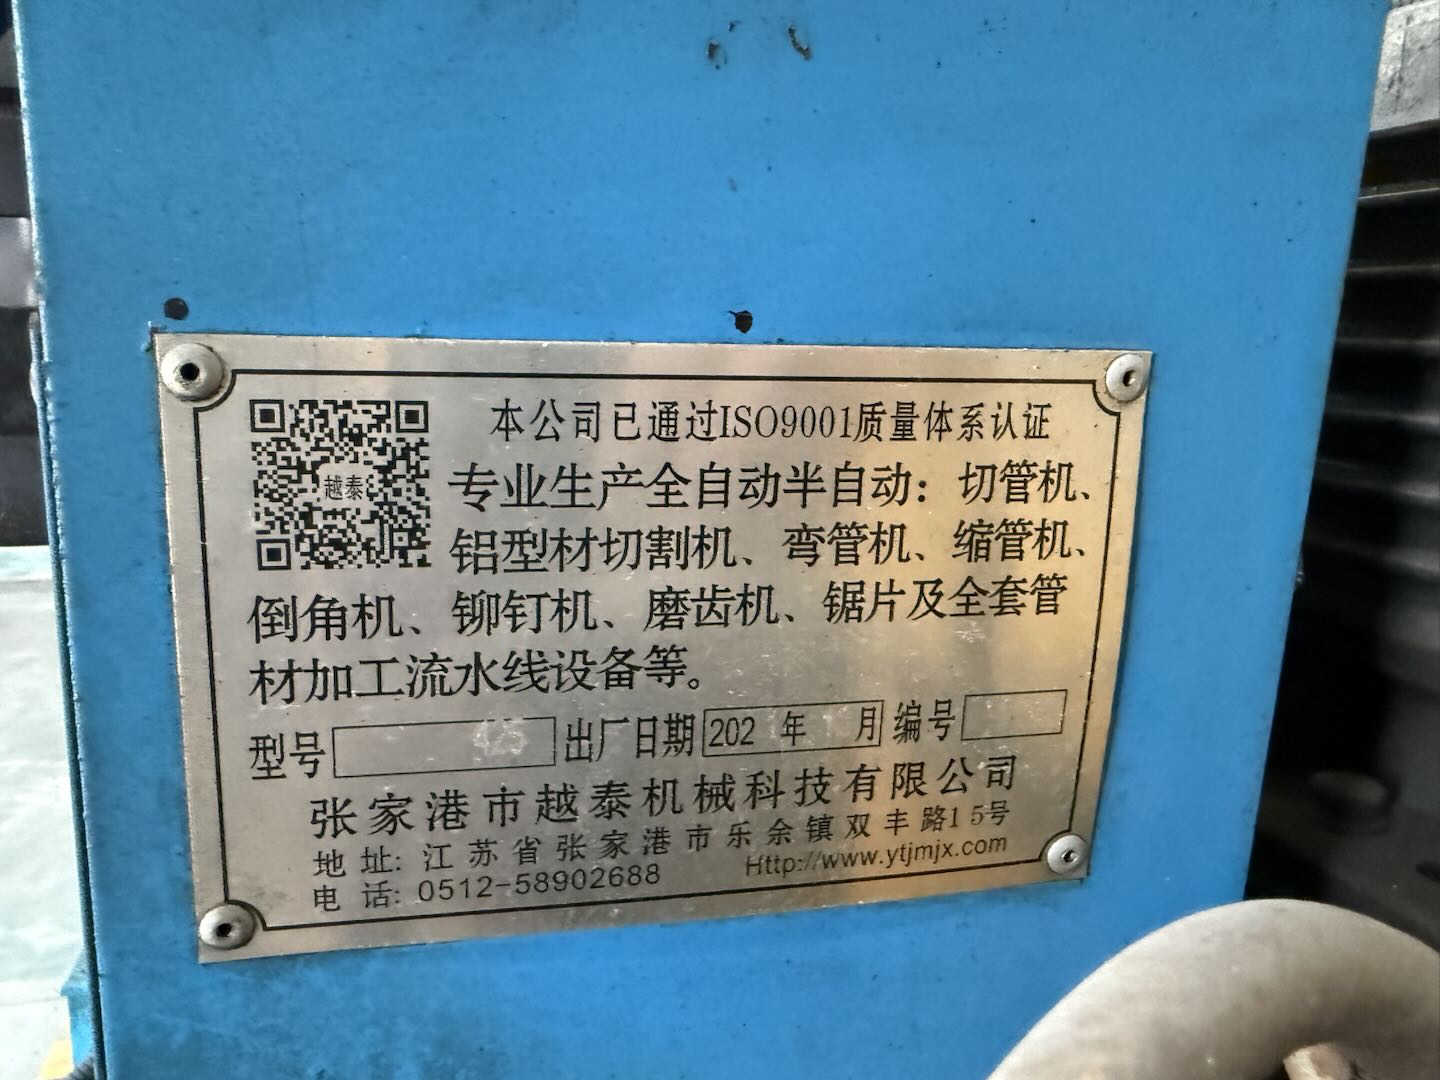 越泰
本公司已通过ISO9001质量体系认证
专业生产全自动半自动：切管机、
铝型材切割机、弯管机、缩管机、
倒角机、铆钉机、磨齿机、锯片及全套管
材加工流水线设备等。
型号 425 出厂日期 202 年 月 编号
张家港市越泰机械科技有限公司
地 址: 江苏省张家港市乐余镇双丰路15号
电 话: 0512-58902688 Http://www.ytjmjx.com